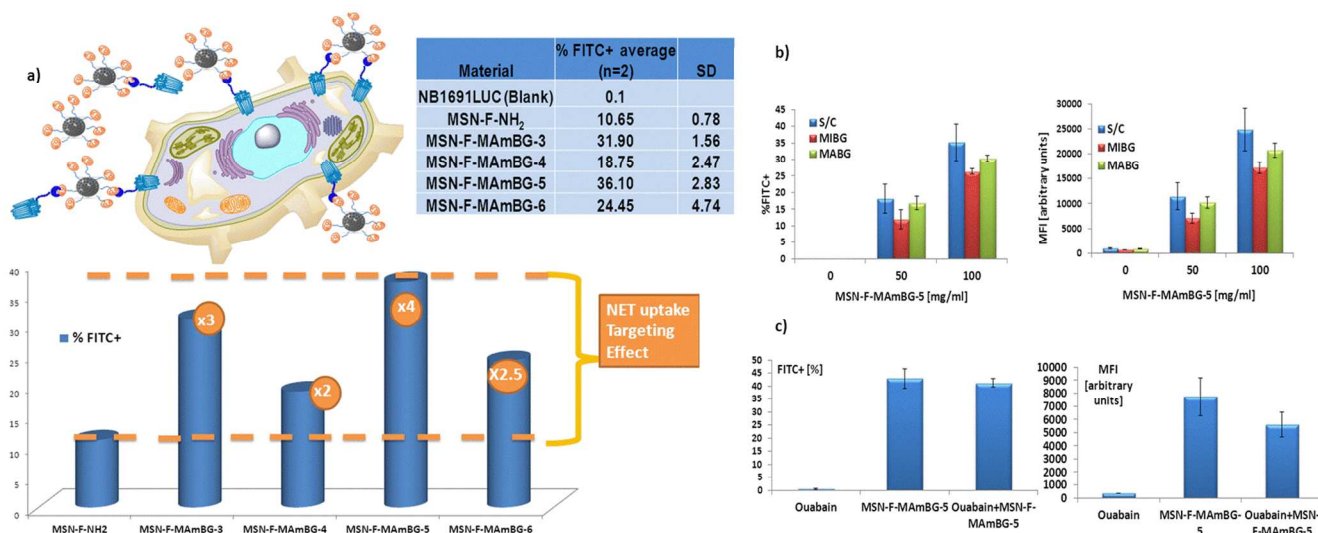 a)
% FITC+ average
Material (n=2) SD
NB1691LUC (Blank) 0.1
MSN-F-NH2 10.65 0.78
MSN-F-MAmBG-3 31.90 1.56
MSN-F-MAmBG-4 18.75 2.47
MSN-F-MAmBG-5 36.10 2.83
MSN-F-MAmBG-6 24.45 4.74
40
35
30
25
20
15
10
5
0
% FITC+
x3
x2
x4
X2.5
NET uptake
Targeting
Effect
MSN-F-NH2 MSN-F-MAmBG-3 MSN-F-MAmBG-4 MSN-F-MAmBG-5 MSN-F-MAmBG-6
b)
%FITC+
45
40
35
30
25
20
15
10
5
0
S/C
MIBG
MABG
0 50 100
MSN-F-MAmBG-5 [mg/ml]
MFI [arbitrary units]
30000
25000
20000
15000
10000
5000
0
S/C
MIBG
MABG
0 50 100
MSN-F-MAmBG-5 [mg/ml]
c)
FITC+ [%]
50
45
40
35
30
25
20
15
10
5
0
Ouabain MSN-F-MAmBG-5 Ouabain+MSN-F-
MAmBG-5
MFI
[arbitrary
units]
10000
9000
8000
7000
6000
5000
4000
3000
2000
1000
0
Ouabain MSN-F-MAmBG- Ouabain+MSN-
5 F-MAmBG-5